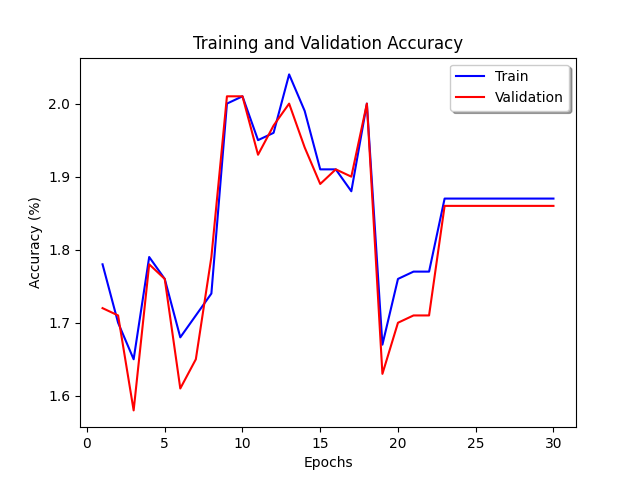 Training and Validation Accuracy
Train
Validation
2.0
1.9
1.8
1.7
1.6
Accuracy (%)
0 5 10 15 20 25 30
Epochs